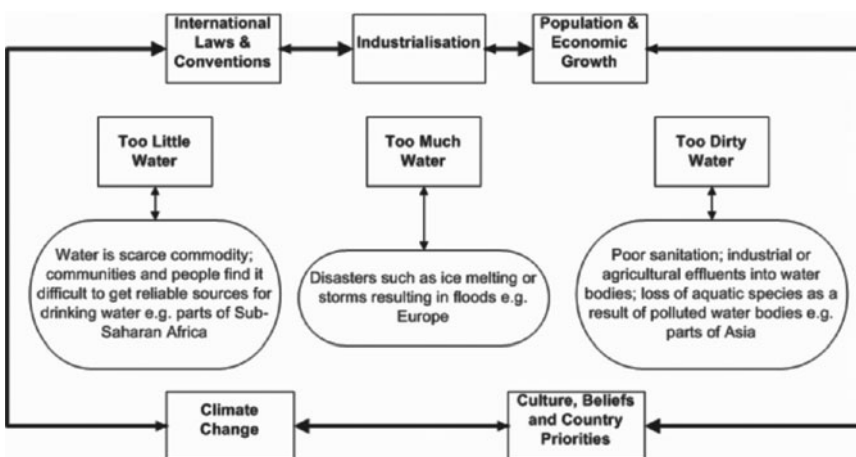 International
Laws &
Conventions
Industrialisation
Population &
Economic
Growth
Too Little
Water
Too Much
Water
Too Dirty
Water
Water is scarce commodity;
communities and people find it
difficult to get reliable sources for
drinking water e.g. parts of Sub-
Saharan Africa
Disasters such as ice melting or
storms resulting in floods e.g.
Europe
Poor sanitation; industrial or
agricultural effluents into water
bodies; loss of aquatic species as a
result of polluted water bodies e.g.
parts of Asia
Climate
Change
Culture, Beliefs
and Country
Priorities